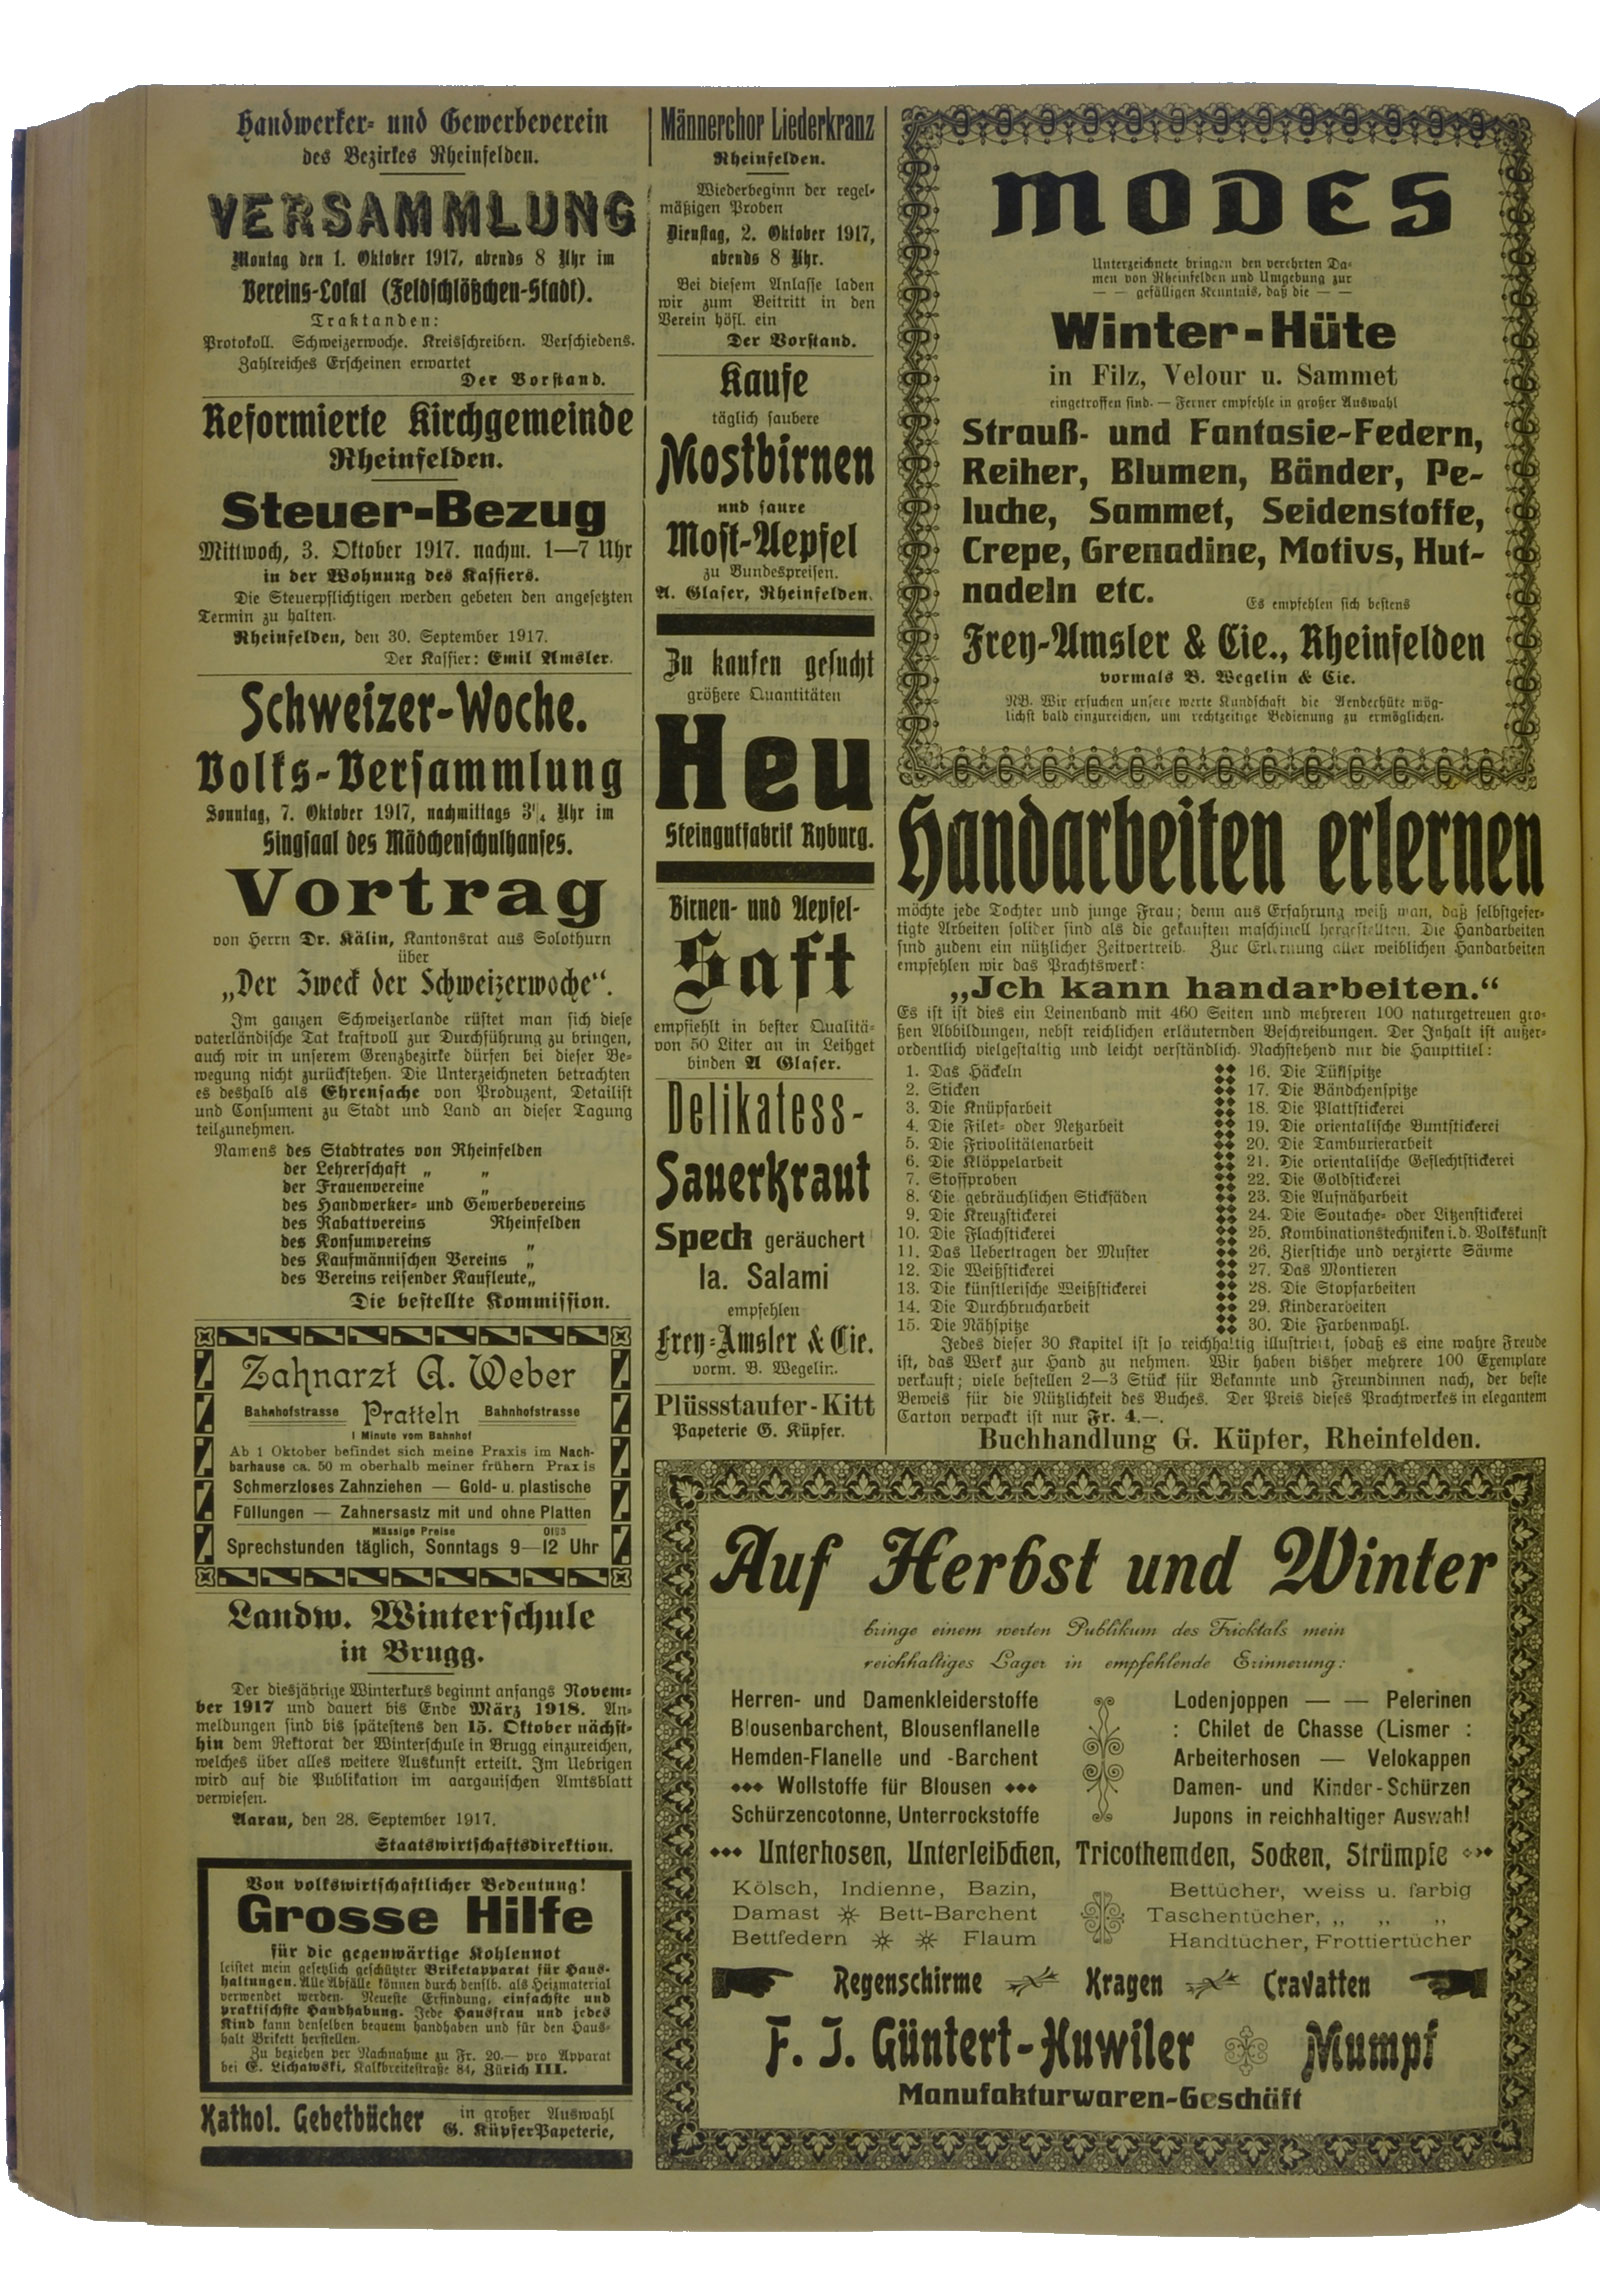 Handwerker- und Gewerbeverein
des Bezirkes Rheinfelden.
VERSAMMLUNG
Montag den 1. Oktober 1917, abends 8 Uhr im
Vereins-Lokal (Feldschlößchen-Stadt).
Traktanden:
Protokoll. Schweizerwoche. Kreisschreiben. Verschiedens.
Zahlreiches Erscheinen erwartet
Der Vorstand.
Reformierte Kirchgemeinde
Rheinfelden.
Steuer-Bezug
Mittwoch, 3. Oktober 1917. nachm. 1—7 Uhr
in der Wohnung des Kassiers.
Die Steuerpflichtigen werden gebeten den angesetzten
Termin zu halten.
Rheinfelden, den 30. September 1917.
Der Kassier: Emil Amsler.
Schweizer-Woche.
Volks-Versammlung
Sonntag, 7. Oktober 1917, nachmittags 3¼ Uhr im
Singsaal des Mädchenschulhauses.
Vortrag
von Herrn Dr. Kälin, Kantonsrat aus Solothurn
über
„Der Zweck der Schweizerwoche“.
Im ganzen Schweizerlande rüstet man sich diese
vaterländische Tat kraftvoll zur Durchführung zu bringen,
auch wir in unserem Grenzbezirke dürfen bei dieser Be-
wegung nicht zurückstehen. Die Unterzeichneten betrachten
es deshalb als Ehrensache von Produzent, Detailist
und Consument zu Stadt und Land an dieser Tagung
teilzunehmen.
Namens des Stadtrates von Rheinfelden
der Lehrerschaft „ „
der Frauenvereine „
des Handwerker- und Gewerbevereins
des Rabattvereins Rheinfelden
des Konsumvereins „
des Kaufmännischen Vereins „
des Vereins reisender Kaufleute „
Die bestellte Kommission.
Zahnarzt A. Weber
Bahnhofstrasse Pratteln Bahnhofstrasse
1 Minute vom Bahnhof
Ab 1 Oktober befindet sich meine Praxis im Nach-
barhause ca. 50 m oberhalb meiner frühern Praxis
Schmerzloses Zahnziehen — Gold- u. plastische
Füllungen — Zahnersastz mit und ohne Platten
Mässige Preise
Sprechstunden täglich, Sonntags 9—12 Uhr
Landw. Winterschule
in Brugg.
Der diesjährige Winterkurs beginnt anfangs Novem-
ber 1917 und dauert bis Ende März 1918. An-
meldungen sind bis spätestens den 15. Oktober nächst-
hin dem Rektorat der Winterschule in Brugg einzureichen,
welches über alles weitere Auskunft erteilt. Im Uebrigen
wird auf die Publikation im aargauischen Amtsblatt
verwiesen.
Aarau, den 28. September 1917.
Staatswirtschaftsdirektion.
Von volkswirtschaftlicher Bedeutung!
Grosse Hilfe
für die gegenwärtige Kohlennot
leistet mein gesetzlich geschützter Briketapparat für Haus-
haltungen. Alle Abfälle können durch denslb. als Heizmaterial
verwendet werden. Neueste Erfindung, einfachste und
praktischste Handhabung. Jede Hausfrau und jedes
Kind kann denselben bequem handhaben und für den Haus-
halt Brikett herstellen.
Zu beziehen per Nachnahme zu Fr. 20.— pro Apparat
bei E. Lichawski, Kalkbreitestraße 84, Zürich III.
Kathol. Gebetbücher in großer Auswahl
G. Küpfer Papeterie,
Männerchor Liederkranz
Rheinfelden.
Wiederbeginn der regel-
mäßigen Proben
Dienstag, 2. Oktober 1917,
abends 8 Uhr.
Bei diesem Anlasse laden
wir zum Beitritt in den
Verein höfl. ein
Der Vorstand.
Kaufe
täglich saubere
Mostbirnen
und saure
Most-Aepfel
zu Bundespreisen.
A. Glaser, Rheinfelden.
Zu kaufen gesucht
größere Quantitäten
Heu
Steingutfabrik Ryburg.
Birnen- und Aepfel-
Saft
empfiehlt in bester Qualitä-
von 50 Liter an in Leihget
binden A Glaser.
Delikatess-
Sauerkraut
Speck geräuchert
Ia. Salami
empfehlen
Frey-Amsler & Cie.
vorm. B. Wegelin.
Plüssstaufer-Kitt
Papeterie G. Küpfer.
MODES
Unterzeichnete bringen den verehrten Da-
men von Rheinfelden und Umgebung zur
— — gefälligen Kenntnis, daß die — —
Winter-Hüte
in Filz, Velour u. Sammet
eingetroffen sind. — Ferner empfehle in großer Auswahl
Strauß- und Fantasie-Federn,
Reiher, Blumen, Bänder, Pe-
luche, Sammet, Seidenstoffe,
Crepe, Grenadine, Motivs, Hut-
nadeln etc.
Es empfehlen sich bestens
Frey-Amsler & Cie., Rheinfelden
vormals B. Wegelin & Cie.
NB. Wir ersuchen unsere werte Kundschaft die Aenderhüte mög-
lichst bald einzureichen, um rechtzeitige Bedienung zu ermöglichen.
Handarbeiten erlernen
möchte jede Tochter und junge Frau; denn aus Erfahrung weiß man, daß selbstgefer-
tigte Arbeiten solider sind als die gekauften maschinell hergestellten. Die Handarbeiten
sind zudem ein nützlicher Zeitvertreib. Zur Erlernung aller weiblichen Handarbeiten
empfehlen wir das Prachtswerk:
„Ich kann handarbeiten.“
Es ist ist dies ein Leinenband mit 460 Seiten und mehreren 100 naturgetreuen gro-
ßen Abbildungen, nebst reichlichen erläuternden Beschreibungen. Der Inhalt ist außer-
ordentlich vielgestaltig und leicht verständlich. Nachstehend nur die Haupttitel:
1. Das Häckeln
2. Sticken
3. Die Knüpfarbeit
4. Die Filet- oder Netzarbeit
5. Die Frivolitätenarbeit
6. Die Klöppelarbeit
7. Stoffproben
8. Die gebräuchlichen Stickfäden
9. Die Kreuzstickerei
10. Die Flachstickerei
11. Das Uebertragen der Muster
12. Die Weißstickerei
13. Die künstlerische Weißstickerei
14. Die Durchbrucharbeit
15. Die Nähspitze
16. Die Tüllspitze
17. Die Bändchenspitze
18. Die Plattstickerei
19. Die orientalische Buntstickerei
20. Die Tamburierarbeit
21. Die orientalische Geflechtstickerei
22. Die Goldstickerei
23. Die Aufnäharbeit
24. Die Soutache- oder Litzenstickerei
25. Kombinationstechniken i. d. Volkskunst
26. Zierstiche und verzierte Säume
27. Das Montieren
28. Die Stopfarbeiten
29. Kinderarbeiten
30. Die Farbenwahl.
Jedes dieser 30 Kapitel ist so reichhaltig illustriert, sodaß es eine wahre Freude
ist, das Werk zur Hand zu nehmen. Wir haben bisher mehrere 100 Exemplare
verkauft; viele bestellen 2—3 Stück für Bekannte und Freundinnen nach, der beste
Beweis für die Nützlichkeit des Buches. Der Preis dieses Prachtwerkes in elegantem
Carton verpackt ist nur Fr. 4.—.
Buchhandlung G. Küpfer, Rheinfelden.
Auf Herbst und Winter
bringe einem werten Publikum des Fricktals mein
reichhaltiges Lager in empfehlende Erinnerung:
Herren- und Damenkleiderstoffe
Blousenbarchent, Blousenflanelle
Hemden-Flanelle und -Barchent
Wollstoffe für Blousen
Schürzencotonne, Unterrockstoffe
Lodenjoppen — — Pelerinen
: Chilet de Chasse (Lismer :
Arbeiterhosen — Velokappen
Damen- und Kinder-Schürzen
Jupons in reichhaltiger Auswahl
Unterhosen, Unterleibchen, Tricothemden, Socken, Strümpfe
Kölsch, Indienne, Bazin,
Damast Bett-Barchent
Bettfedern Flaum
Bettücher, weiss u. farbig
Taschentücher, „ „ „
Handtücher, Frottiertücher
Regenschirme Kragen Cravatten
F. J. Güntert-Huwiler Mumpf
Manufakturwaren-Geschäft